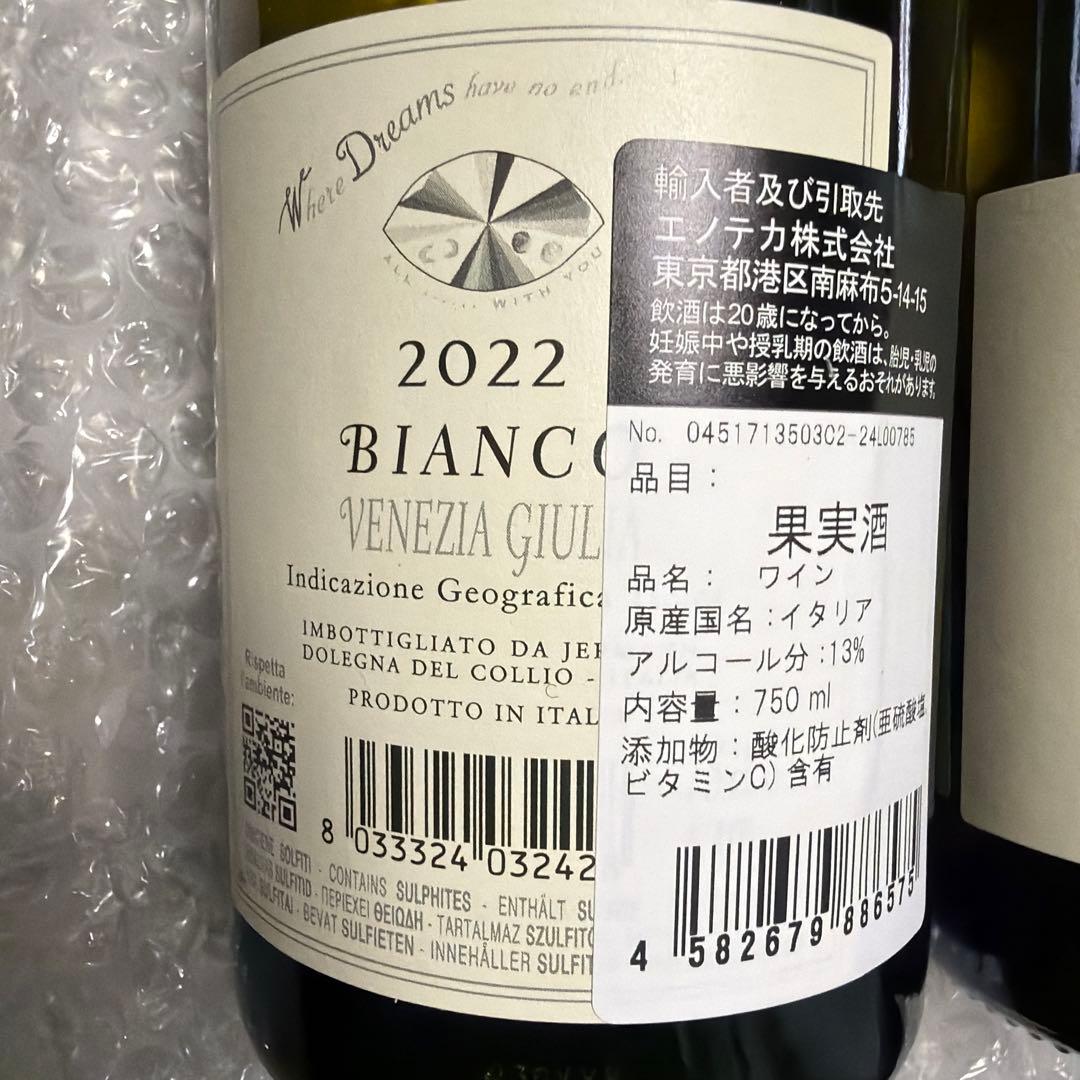 Where Dreams have no end.
ALL ...... WITH YOU
2022
BIANCO
VENEZIA GIUL
Indicazione Geografica
IMBOTTIGLIATO DA JER
DOLEGNA DEL COLLIO -
PRODOTTO IN ITAL
Rispetta
l'ambiente:
8 033324 03242
SOLFITI - CONTAINS SULPHITES - ENTHÄLT SU
SULFITID - ΠΕΡΙΕΧΕΙ ΘΕΙΩΔΗ - TARTALMAZ SZULFITO
SULFITAI - BEVAT SULFIETEN - INNEHÅLLER SULFIT
輸入者及び引取先
エノテカ株式会社
東京都港区南麻布5-14-15
飲酒は20歳になってから。
妊娠中や授乳期の飲酒は、胎児・乳児の
発育に悪影響を与えるおそれがあります。
No. 0451713503C2-24L00785
品目：
果実酒
品名： ワイン
原産国名：イタリア
アルコール分：13%
内容量：750 ml
添加物：酸化防止剤(亜硫酸塩、
ビタミンC) 含有
4 582679 886575